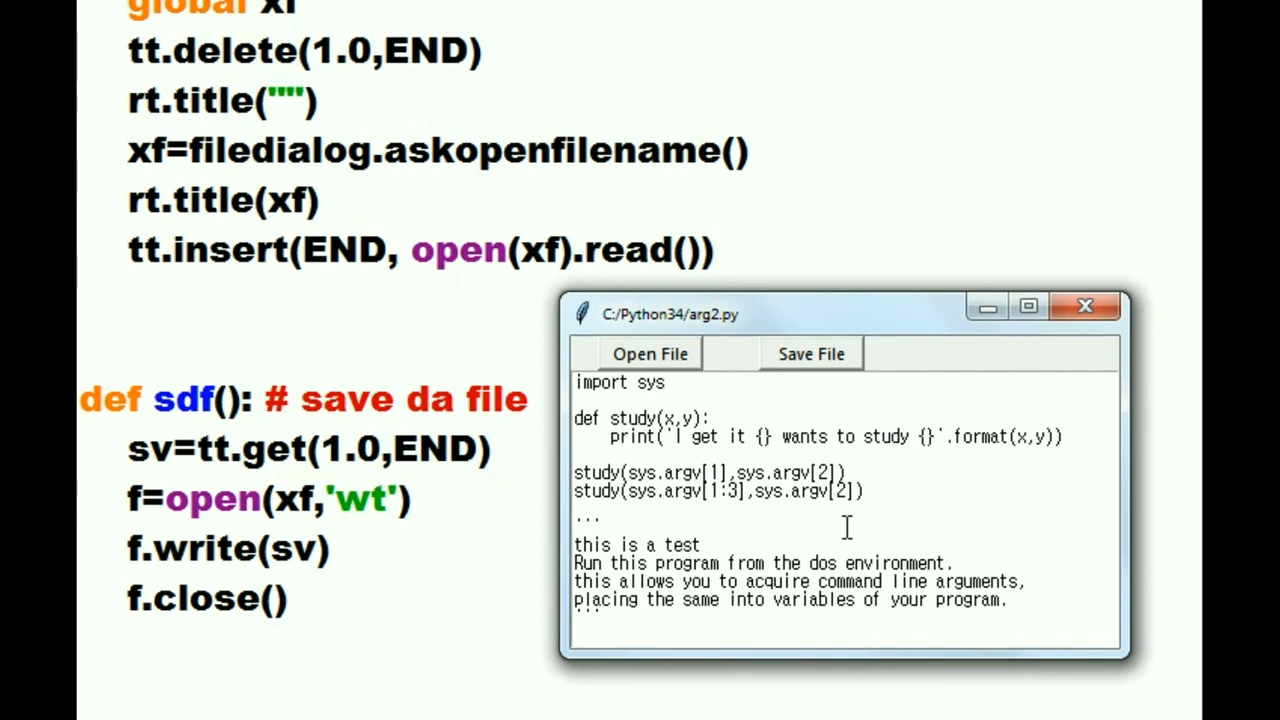 global xf
tt.delete(1.0,END)
rt.title("")
xf=filedialog.askopenfilename()
rt.title(xf)
tt.insert(END, open(xf).read())
def sdf(): # save da file
sv=tt.get(1.0,END)
f=open(xf,'wt')
f.write(sv)
f.close()
C:/Python34/arg2.py
Open File Save File
import sys
def study(x,y):
print('I get it {} wants to study {}'.format(x,y))
study(sys.argv[1],sys.argv[2])
study(sys.argv[1:3],sys.argv[2])
'''
this is a test
Run this program from the dos environment.
this allows you to acquire command line arguments,
placing the same into variables of your program.
'''